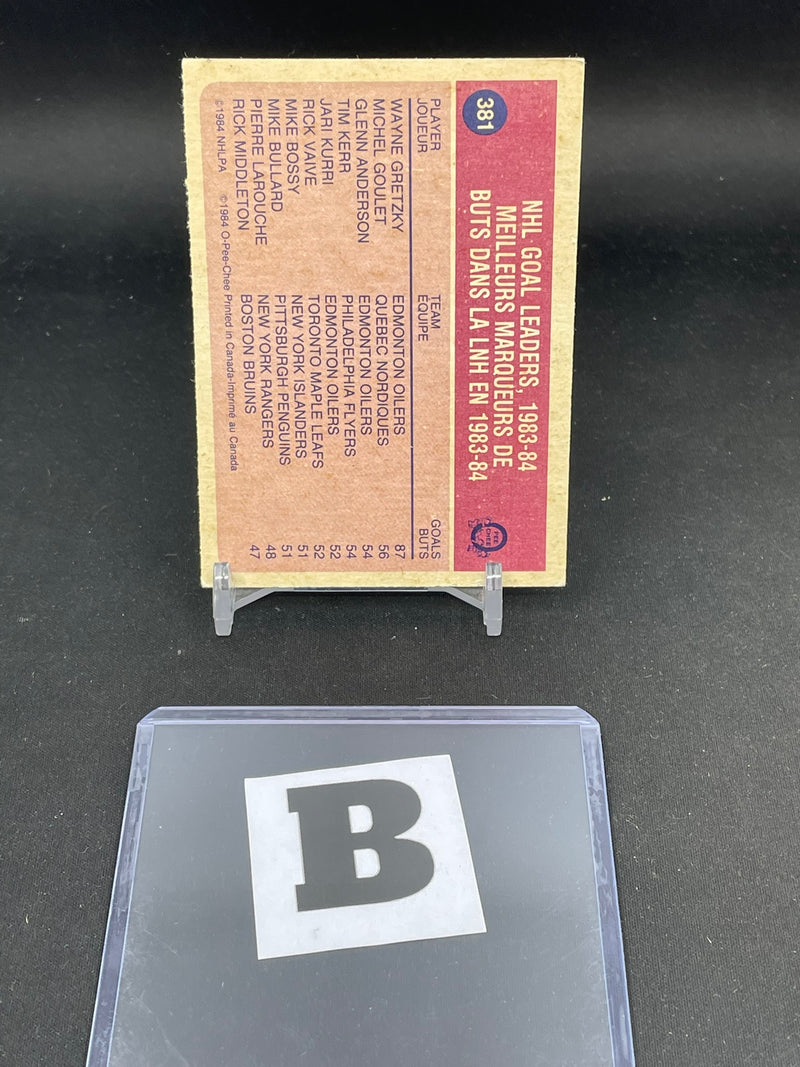 381
NHL GOAL LEADERS, 1983-84
MEILLEURS MARQUEURS DE
BUTS DANS LA LNH EN 1983-84
O PEE CHEE
PLAYER TEAM GOALS
JOUEUR ÉQUIPE BUTS
WAYNE GRETZKY EDMONTON OILERS 87
MICHEL GOULET QUEBEC NORDIQUES 56
GLENN ANDERSON EDMONTON OILERS 54
TIM KERR PHILADELPHIA FLYERS 54
JARI KURRI EDMONTON OILERS 52
RICK VAIVE TORONTO MAPLE LEAFS 52
MIKE BOSSY NEW YORK ISLANDERS 51
MIKE BULLARD PITTSBURGH PENGUINS 51
PIERRE LAROUCHE NEW YORK RANGERS 48
RICK MIDDLETON BOSTON BRUINS 47
©1984 NHLPA ©1984 O-Pee-Chee Printed in Canada-Imprimé au Canada
B